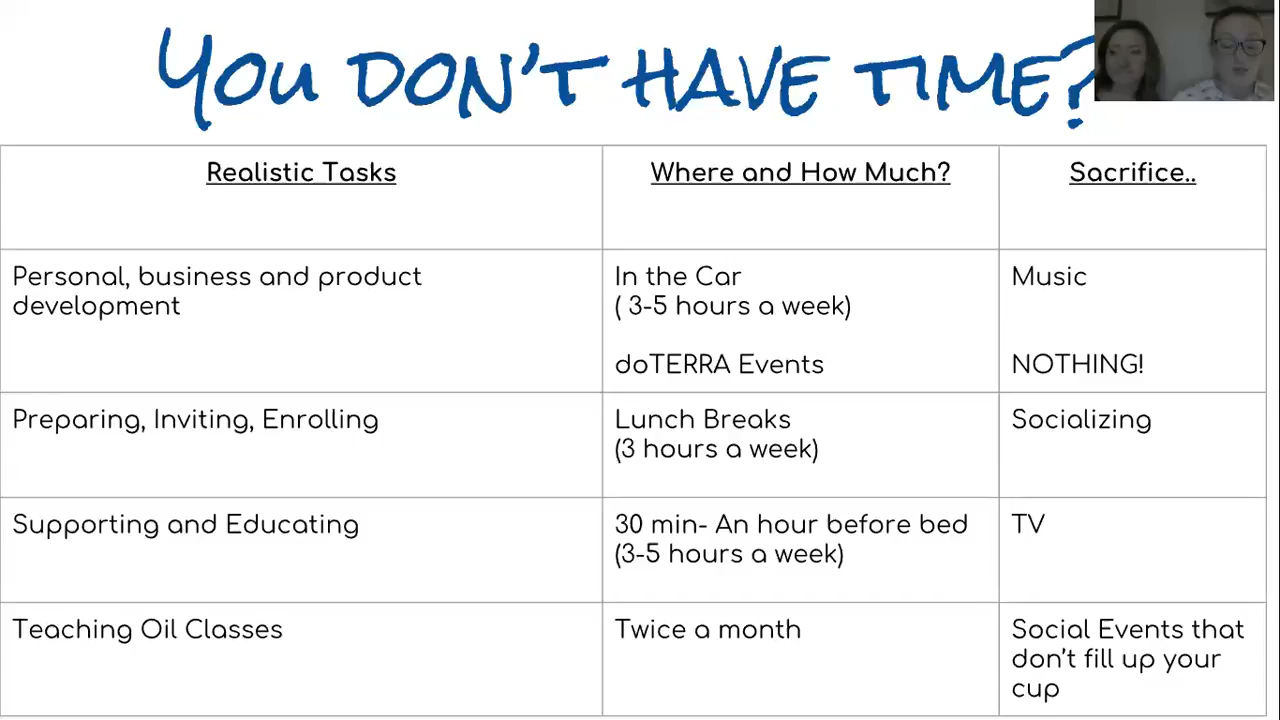 You don't have time?
Realistic Tasks
Where and How Much?
Sacrifice..
Personal, business and product
development
In the Car
( 3-5 hours a week)
doTERRA Events
Music
NOTHING!
Preparing, Inviting, Enrolling
Lunch Breaks
(3 hours a week)
Socializing
Supporting and Educating
30 min- An hour before bed
(3-5 hours a week)
TV
Teaching Oil Classes
Twice a month
Social Events that
don't fill up your
cup